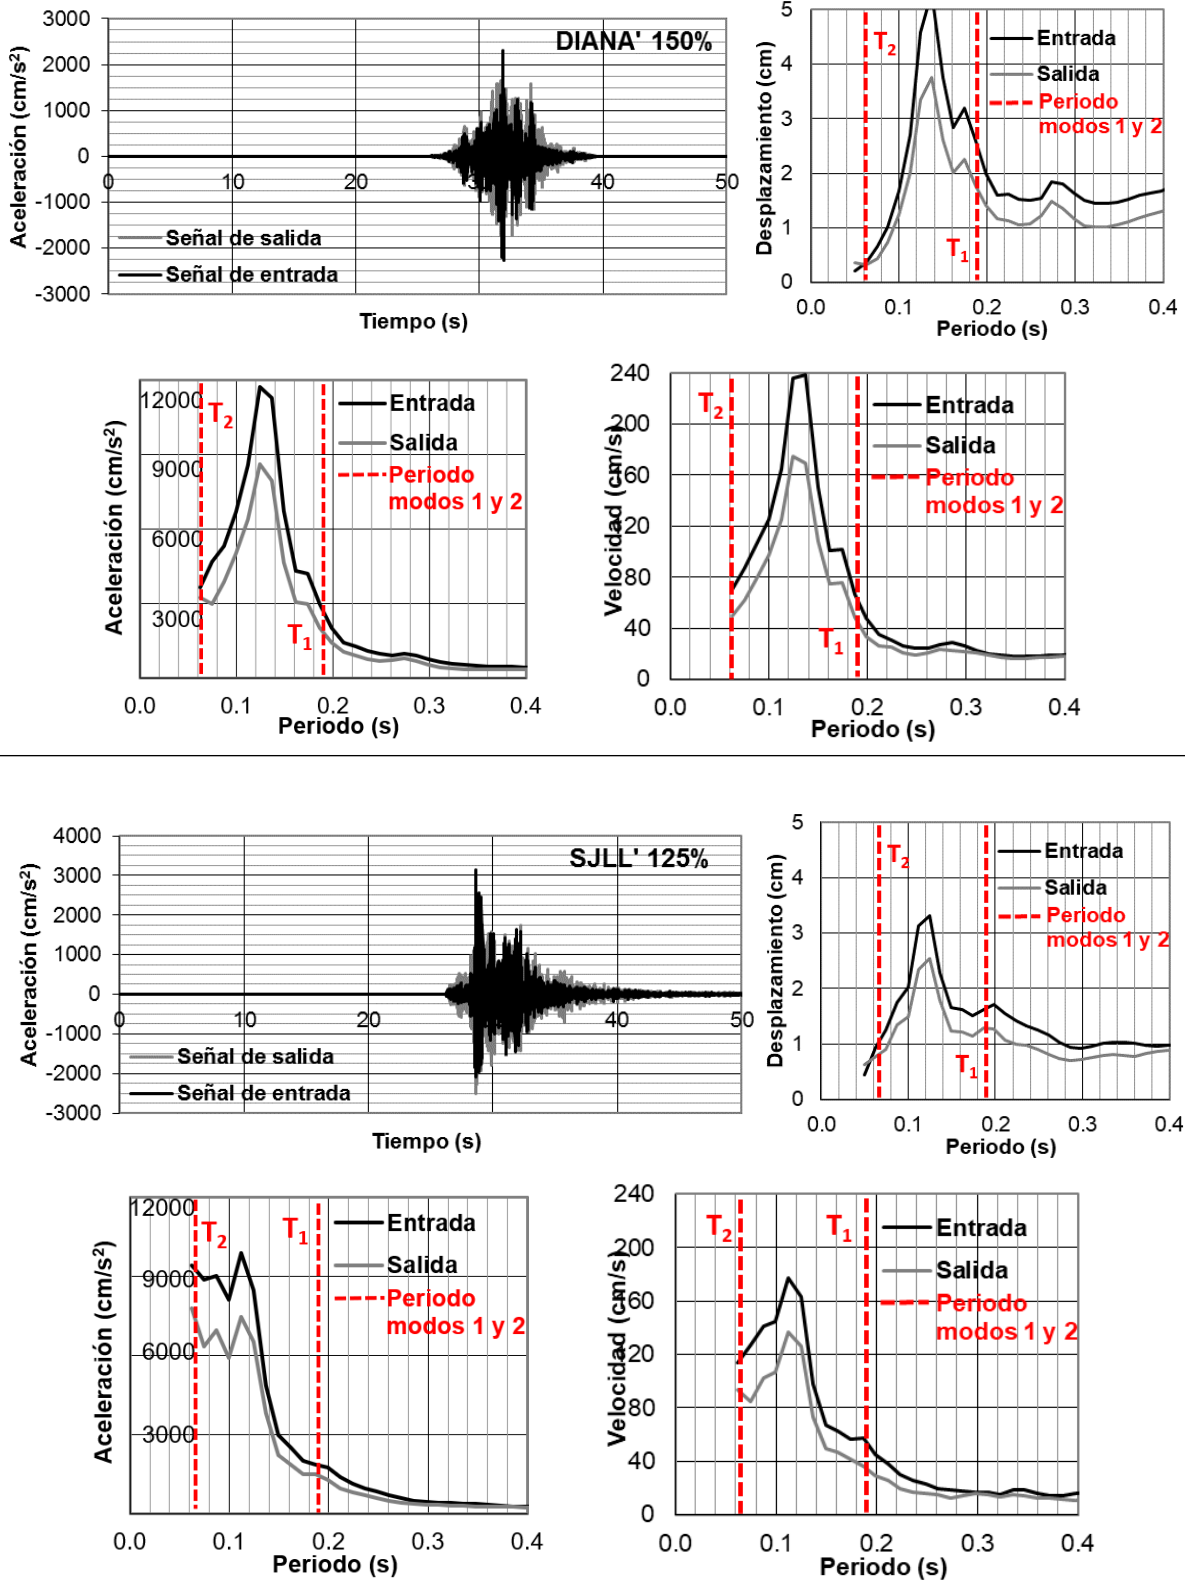 DIANA' 150%
Aceleración (cm/s²)
3000
2000
1000
0
-1000
-2000
-3000
0
10
20
30
40
50
Señal de salida
Señal de entrada
Tiempo (s)
Desplazamiento (cm)
5
4
3
2
1
0
T₂
Entrada
Salida
Periodo
modos 1 y 2
T₁
0.0
0.1
0.2
0.3
0.4
Periodo (s)
Aceleración (cm/s²)
12000
9000
6000
3000
T₂
Entrada
Salida
Periodo
modos 1 y 2
T₁
0.0
0.1
0.2
0.3
0.4
Periodo (s)
Velocidad (cm/s)
240
200
160
120
80
40
0
T₂
Entrada
Salida
Periodo
modos 1 y 2
T₁
0.0
0.1
0.2
0.3
0.4
Periodo (s)
SJLL' 125%
Aceleración (cm/s²)
4000
3000
2000
1000
0
-1000
-2000
-3000
0
10
20
30
40
50
Señal de salida
Señal de entrada
Tiempo (s)
Desplazamiento (cm)
5
4
3
2
1
0
T₂
Entrada
Salida
Periodo
modos 1 y 2
T₁
0.0
0.1
0.2
0.3
0.4
Periodo (s)
Aceleración (cm/s²)
12000
9000
6000
3000
T₂
T₁
Entrada
Salida
Periodo
modos 1 y 2
0.0
0.1
0.2
0.3
0.4
Periodo (s)
Velocidad (cm/s)
240
200
160
120
80
40
0
T₂
T₁
Entrada
Salida
Periodo
modos 1 y 2
0.0
0.1
0.2
0.3
0.4
Periodo (s)